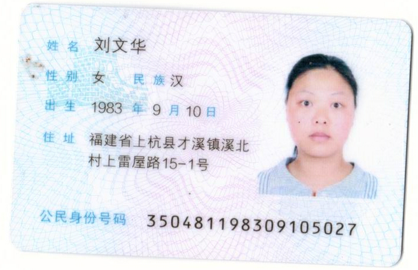 姓名 刘文华
性别 女 民族 汉
出生 1983 年 9 月 10 日
住址 福建省上杭县才溪镇溪北
村上雷屋路15-1号
公民身份号码 350481198309105027